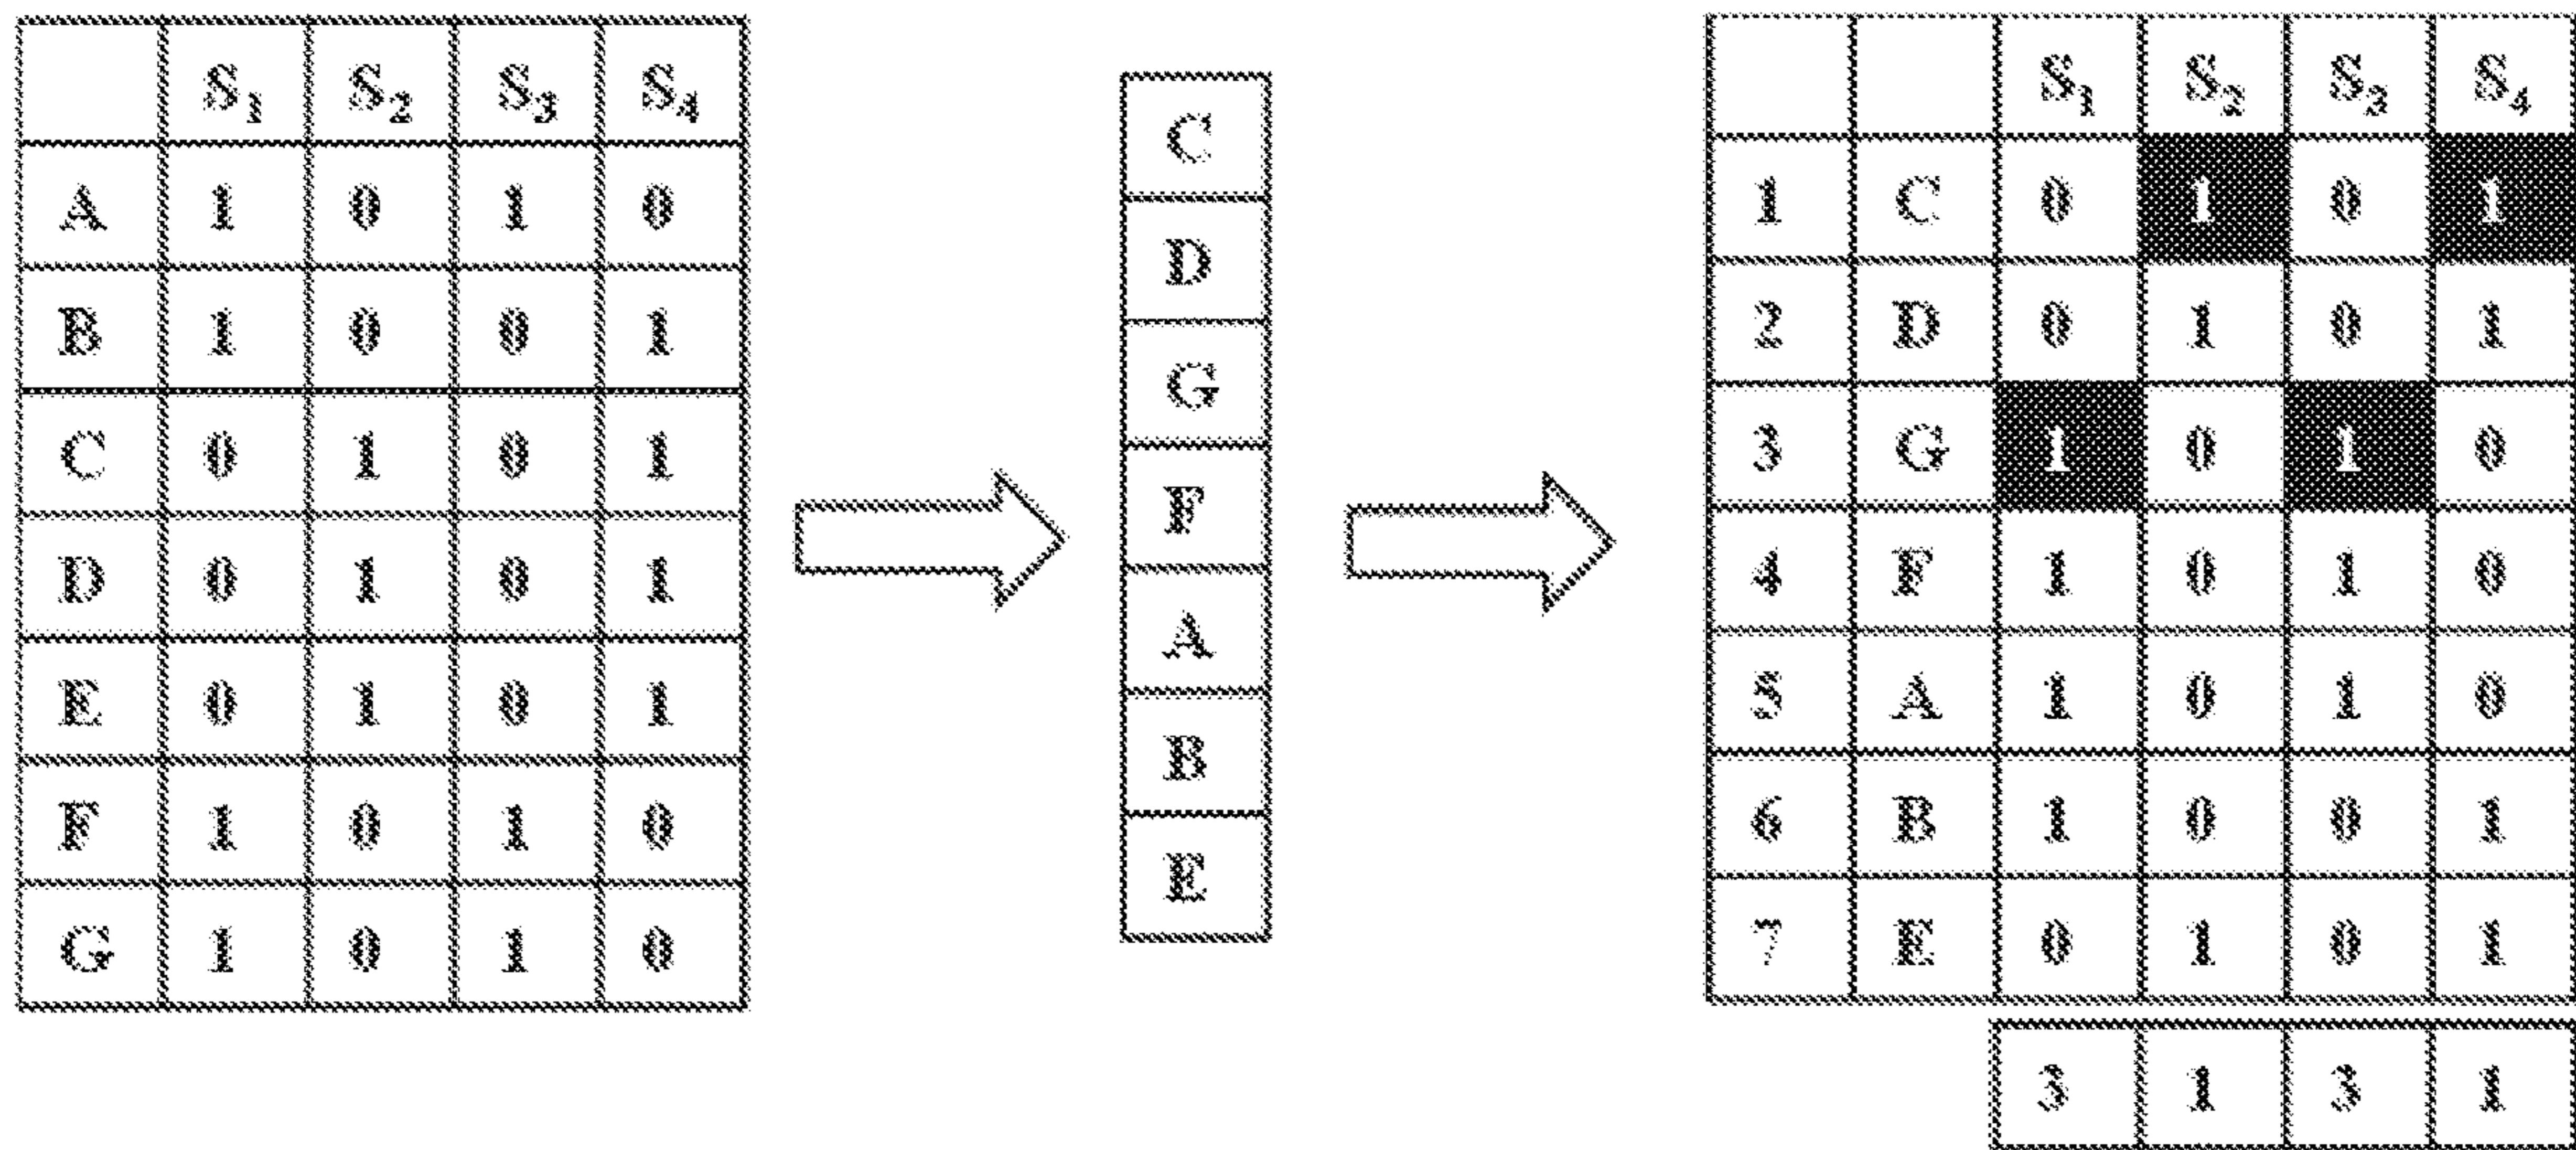 S₁ S₂ S₃ S₄
A 1 0 1 0
B 1 0 0 1
C 0 1 0 1
D 0 1 0 1
E 0 1 0 1
F 1 0 1 0
G 1 0 1 0
C
D
G
F
A
B
E
S₁ S₂ S₃ S₄
1 C 0 1 0 1
2 D 0 1 0 1
3 G 1 0 1 0
4 F 1 0 1 0
5 A 1 0 1 0
6 B 1 0 0 1
7 E 0 1 0 1
3 1 3 1